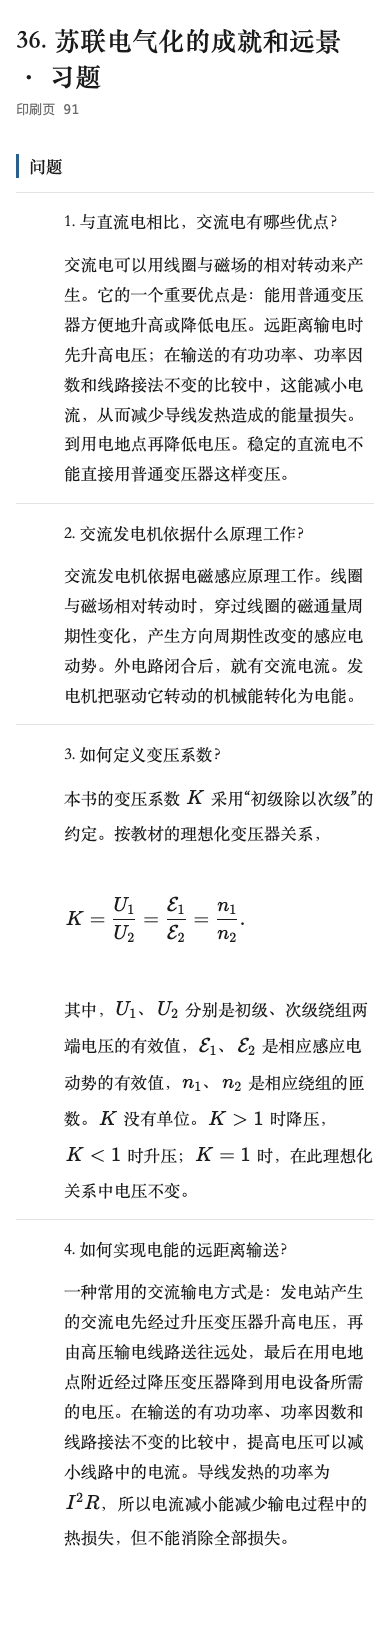 36. 苏联电气化的成就和远景
· 习题
印刷页 91
问题
1. 与直流电相比，交流电有哪些优点?
交流电可以用线圈与磁场的相对转动来产
生。它的一个重要优点是：能用普通变压
器方便地升高或降低电压。远距离输电时
先升高电压；在输送的有功功率、功率因
数和线路接法不变的比较中，这能减小电
流，从而减少导线发热造成的能量损失。
到用电地点再降低电压。稳定的直流电不
能直接用普通变压器这样变压。
2. 交流发电机依据什么原理工作?
交流发电机依据电磁感应原理工作。线圈
与磁场相对转动时，穿过线圈的磁通量周
期性变化，产生方向周期性改变的感应电
动势。外电路闭合后，就有交流电流。发
电机把驱动它转动的机械能转化为电能。
3. 如何定义变压系数?
本书的变压系数 K 采用“初级除以次级”的
约定。按教材的理想化变压器关系，
K = U₁/U₂ = ℰ₁/ℰ₂ = n₁/n₂.
其中，U₁、U₂ 分别是初级、次级绕组两
端电压的有效值，ℰ₁、ℰ₂ 是相应感应电
动势的有效值，n₁、n₂ 是相应绕组的匝
数。K 没有单位。K > 1 时降压，
K < 1 时升压；K = 1 时，在此理想化
关系中电压不变。
4. 如何实现电能的远距离输送?
一种常用的交流输电方式是：发电站产生
的交流电先经过升压变压器升高电压，再
由高压输电线路送往远处，最后在用电地
点附近经过降压变压器降到用电设备所需
的电压。在输送的有功功率、功率因数和
线路接法不变的比较中，提高电压可以减
小线路中的电流。导线发热的功率为
I²R，所以电流减小能减少输电过程中的
热损失，但不能消除全部损失。